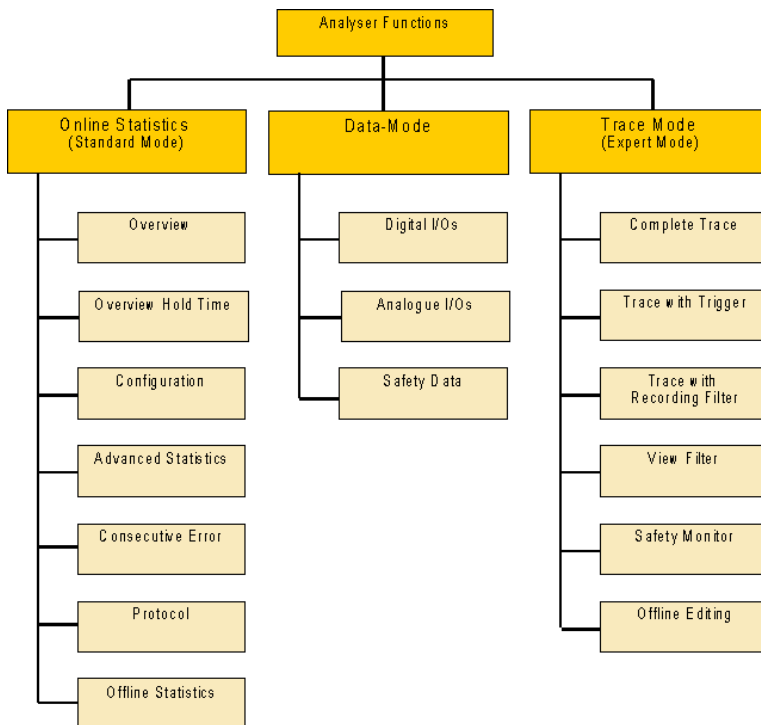 Analyser Functions
Online Statistics
(Standard Mode)
Data-Mode
Trace Mode
(Expert Mode)
Overview
Digital I/Os
Complete Trace
Overview Hold Time
Analogue I/Os
Trace with Trigger
Configuration
Safety Data
Trace with
Recording Filter
Advanced Statistics
View Filter
Consecutive Error
Safety Monitor
Protocol
Offline Editing
Offline Statistics